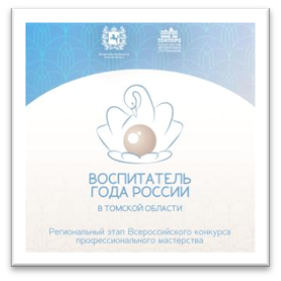 ВОСПИТАТЕЛЬ
ГОДА РОССИИ
В ТОМСКОЙ ОБЛАСТИ
Региональный этап Всероссийского конкурса
профессионального мастерства